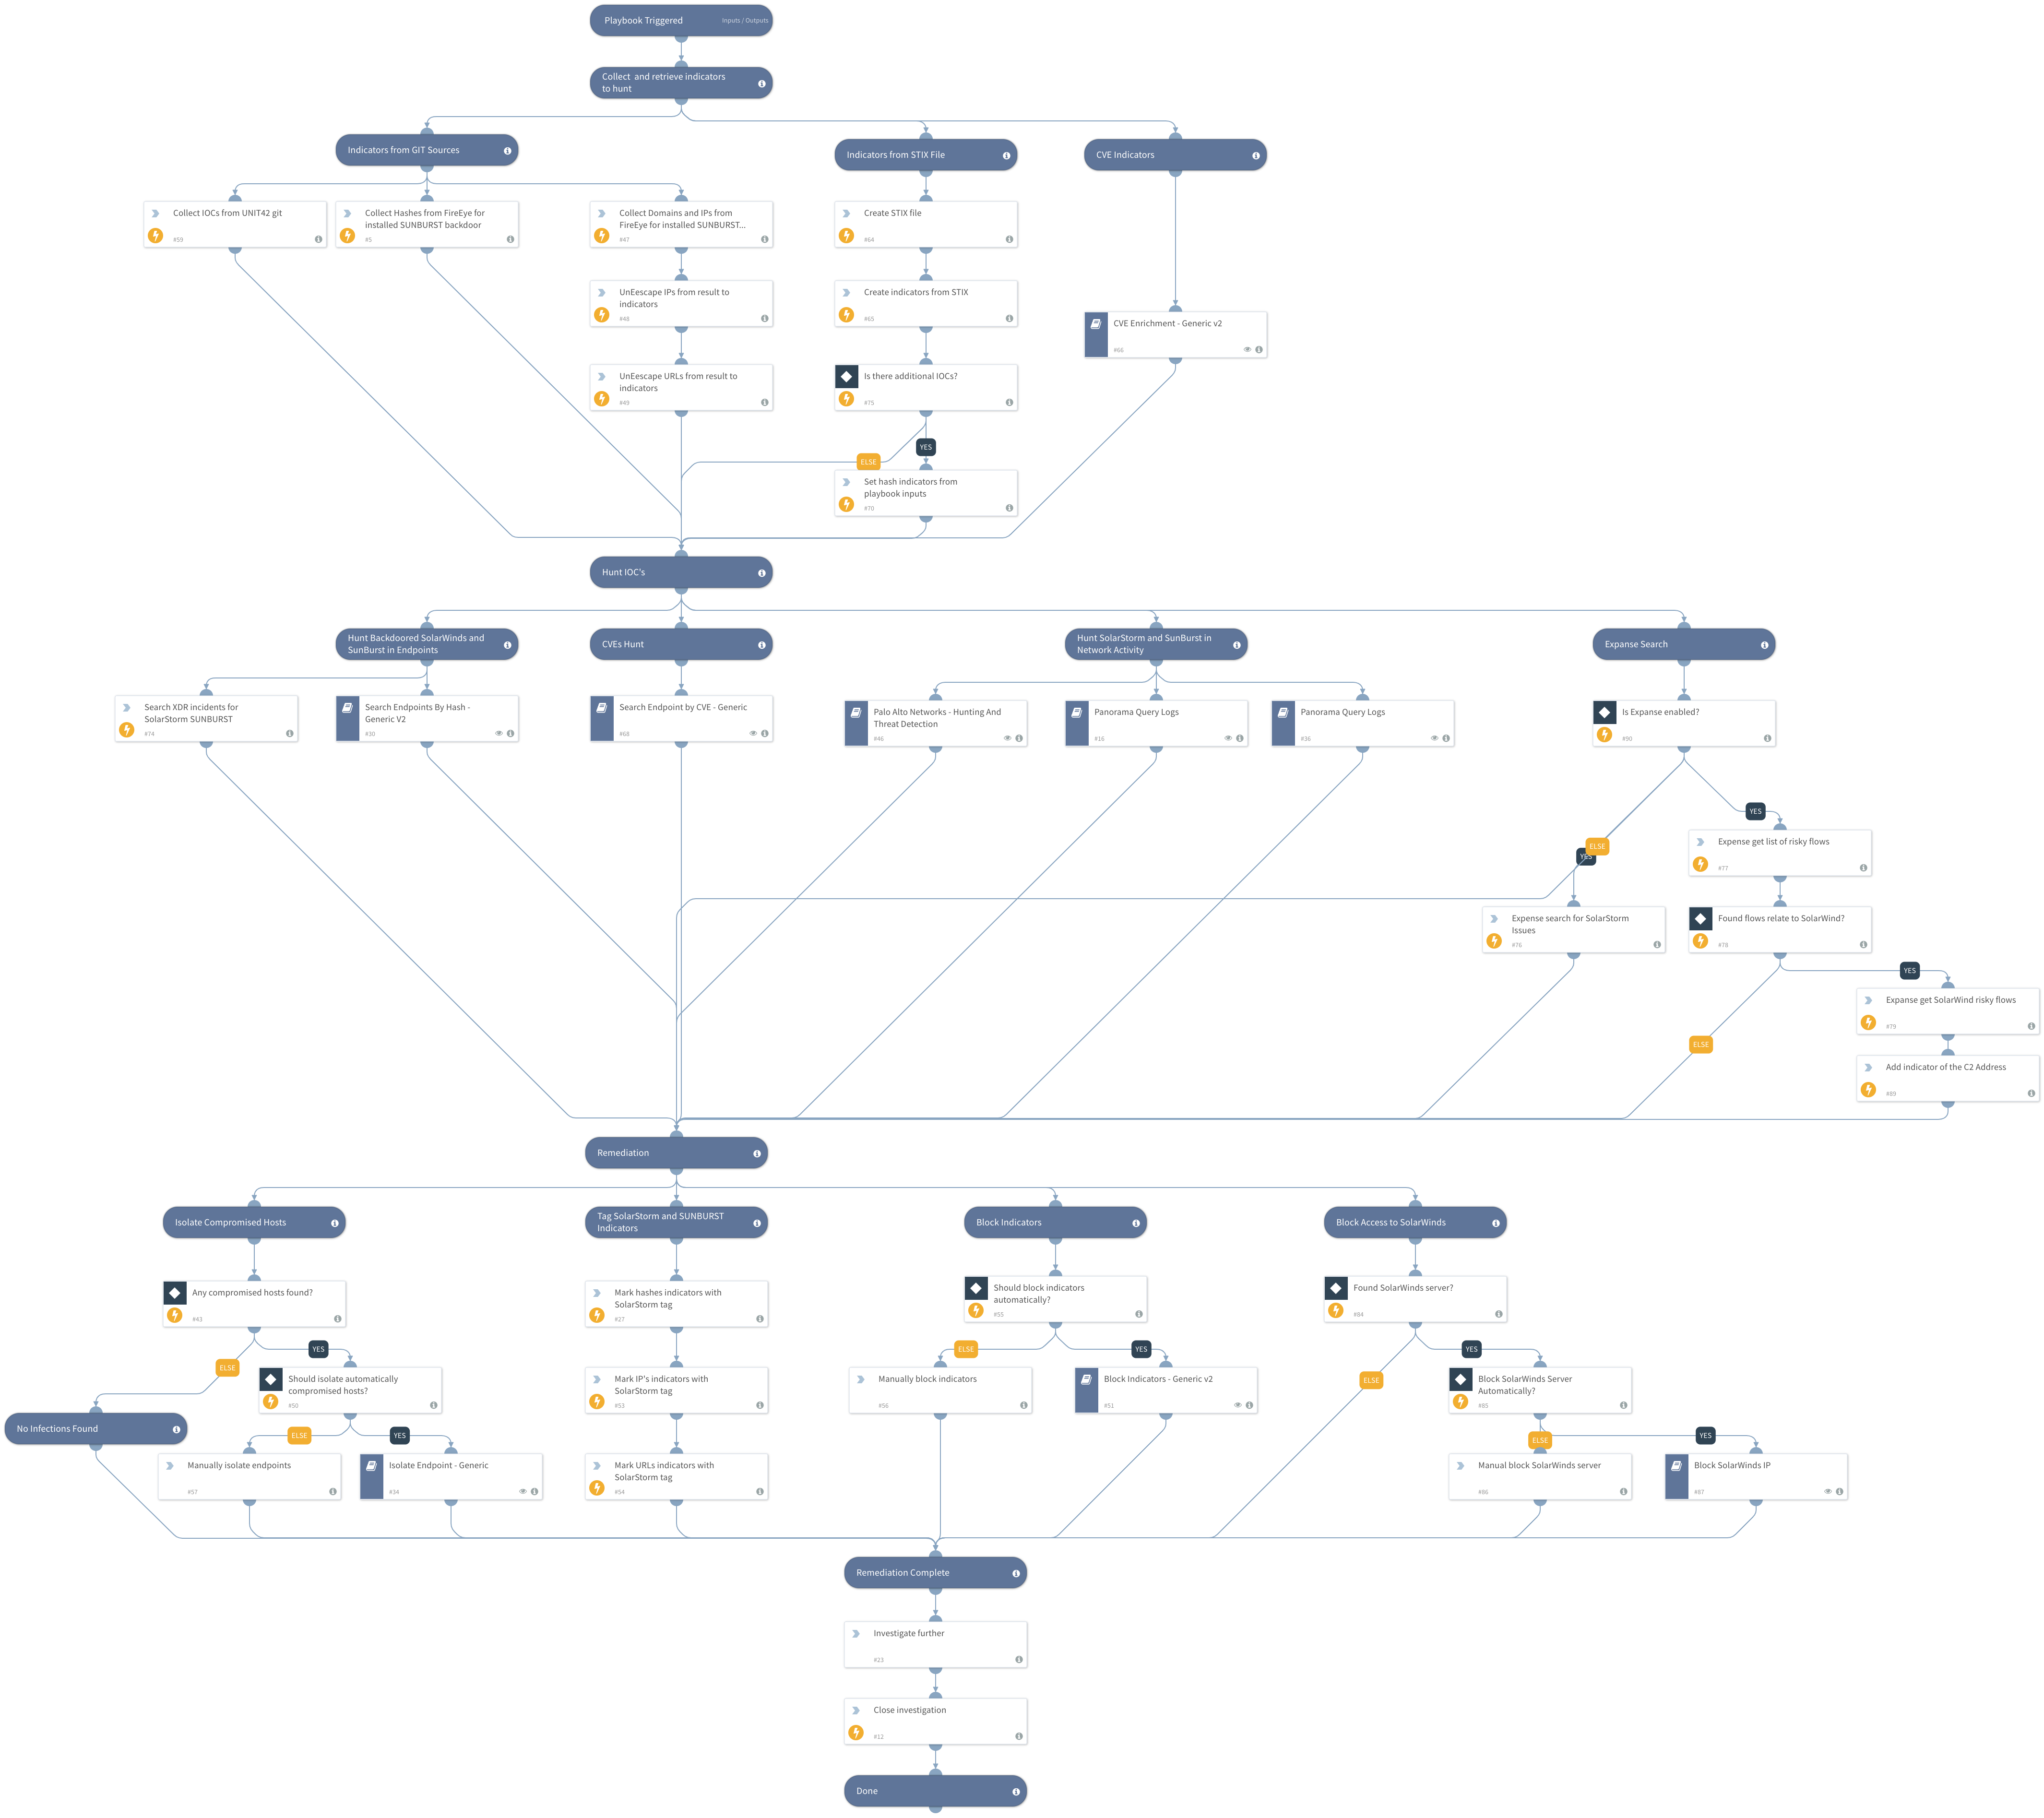 Playbook Triggered
Inputs / Outputs
Collect  and retrieve indicators
to hunt
Indicators from GIT Sources
Indicators from STIX File
CVE Indicators
Collect IOCs from UNIT42 git
#59
Collect Hashes from FireEye for
installed SUNBURST backdoor
#5
Collect Domains and IPs from
FireEye for installed SUNBURST...
#47
Create STIX file
#64
UnEescape IPs from result to
indicators
#48
Create indicators from STIX
#65
CVE Enrichment - Generic v2
#66
UnEescape URLs from result to
indicators
#49
Is there additional IOCs?
#75
YES
ELSE
Set hash indicators from
playbook inputs
#70
Hunt IOC's
Hunt Backdoored SolarWinds and
SunBurst in Endpoints
CVEs Hunt
Hunt SolarStorm and SunBurst in
Network Activity
Expanse Search
Search XDR incidents for
SolarStorm SUNBURST
#74
Search Endpoints By Hash -
Generic V2
#30
Search Endpoint by CVE - Generic
#68
Palo Alto Networks - Hunting And
Threat Detection
#46
Panorama Query Logs
#16
Panorama Query Logs
#36
Is Expanse enabled?
#90
YES
ELSE
YES
Expense get list of risky flows
#77
Expense search for SolarStorm
Issues
#76
Found flows relate to SolarWind?
#78
YES
Expanse get SolarWind risky flows
#79
ELSE
Add indicator of the C2 Address
#89
Remediation
Isolate Compromised Hosts
Tag SolarStorm and SUNBURST
Indicators
Block Indicators
Block Access to SolarWinds
Any compromised hosts found?
#43
Mark hashes indicators with
SolarStorm tag
#27
Should block indicators
automatically?
#55
Found SolarWinds server?
#84
YES
ELSE
ELSE
YES
YES
ELSE
Should isolate automatically
compromised hosts?
#50
Mark IP's indicators with
SolarStorm tag
#53
Manually block indicators
#56
Block Indicators - Generic v2
#51
Block SolarWinds Server
Automatically?
#85
No Infections Found
ELSE
YES
ELSE
YES
Manually isolate endpoints
#57
Isolate Endpoint - Generic
#34
Mark URLs indicators with
SolarStorm tag
#54
Manual block SolarWinds server
#86
Block SolarWinds IP
#87
Remediation Complete
Investigate further
#23
Close investigation
#12
Done